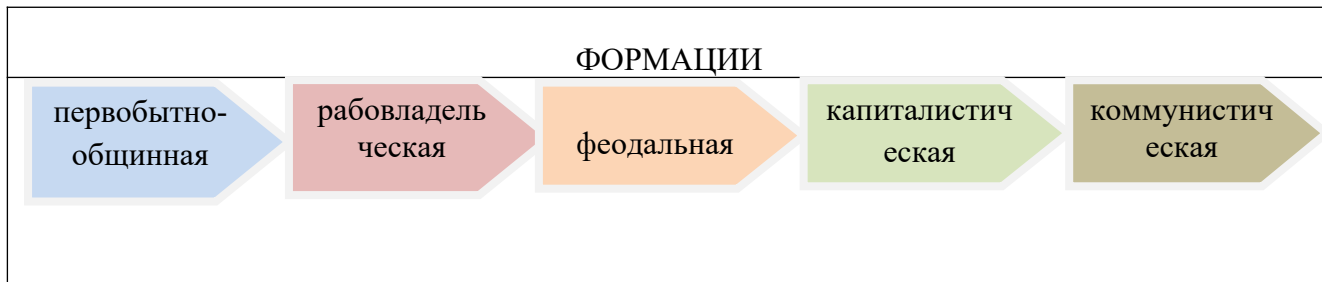 ФОРМАЦИИ
первобытно-
общинная
рабовладель
ческая
феодальная
капиталистич
еская
коммунистич
еская